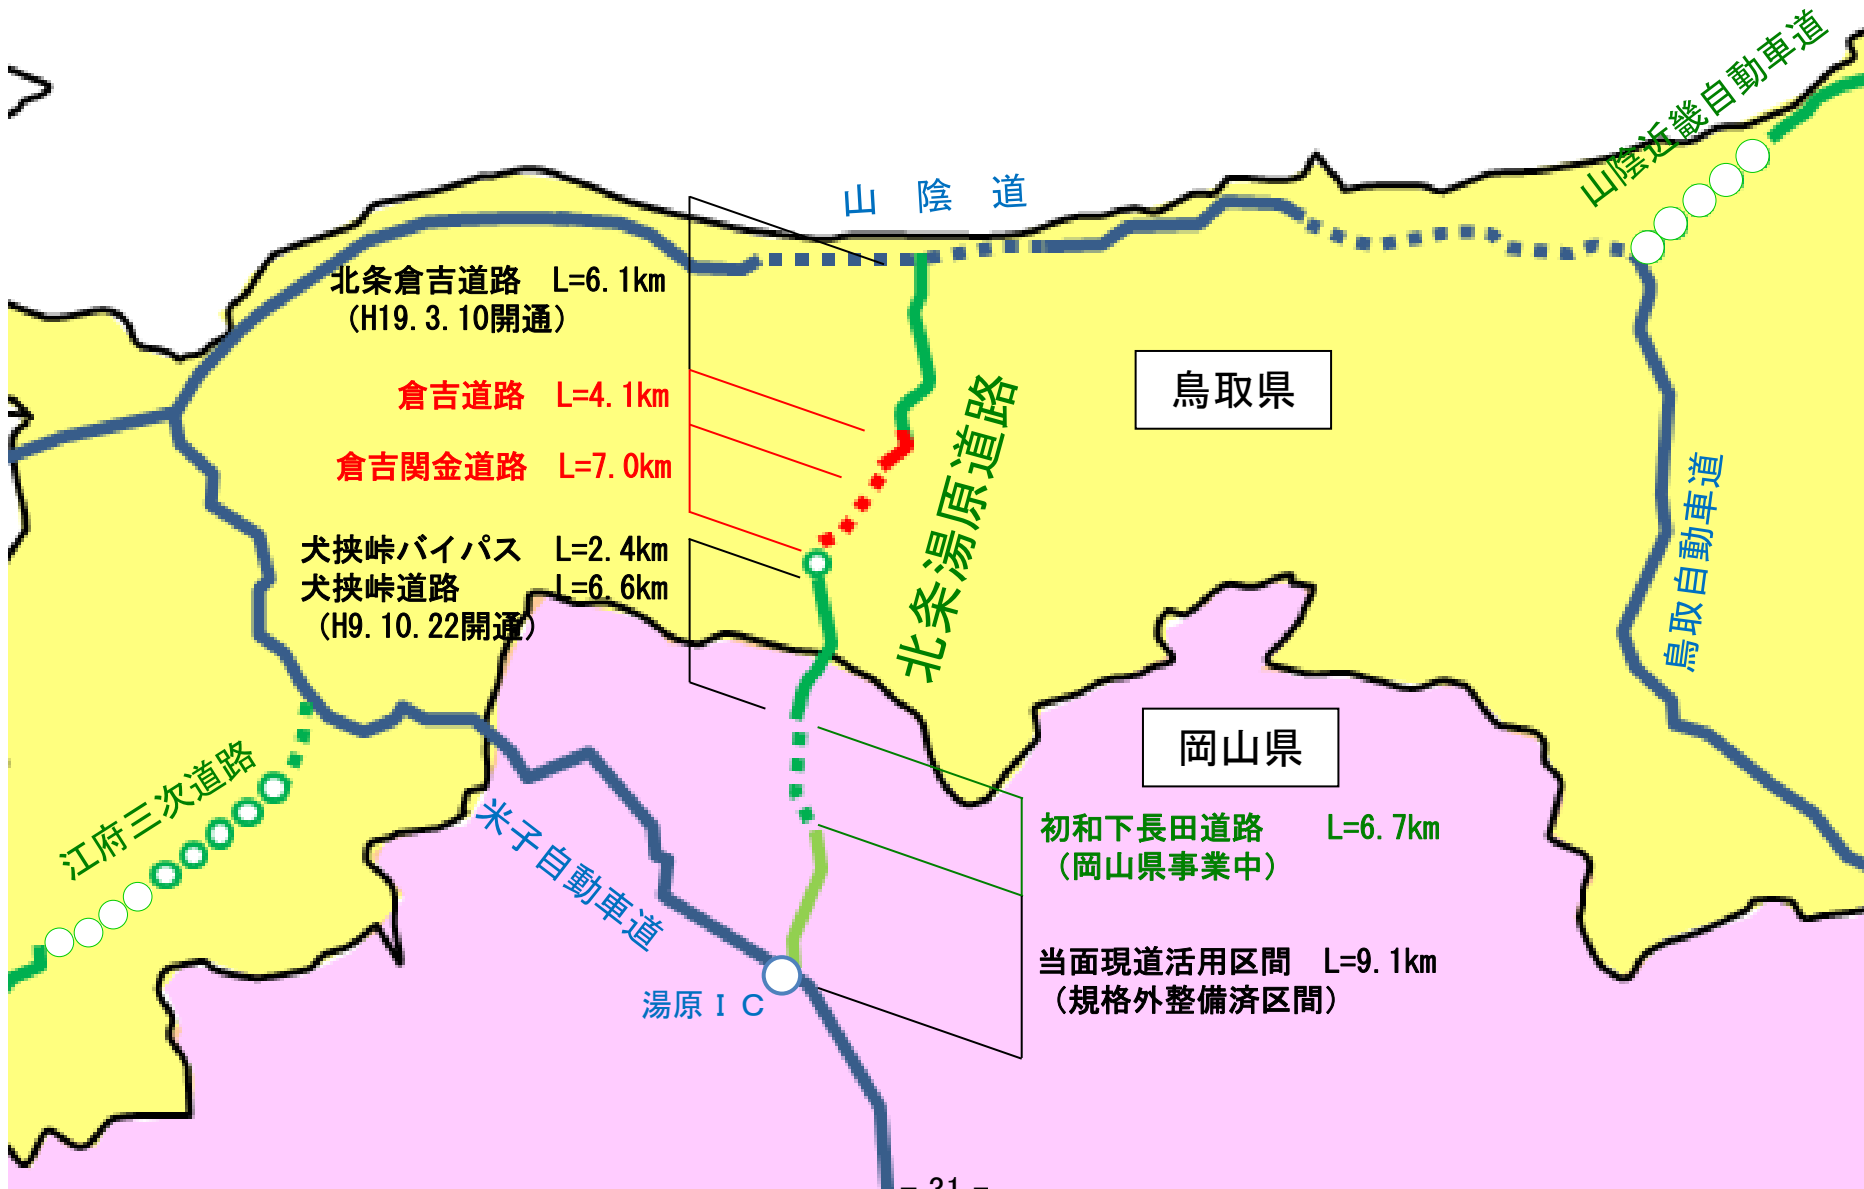 山陰近畿自動車道
山 陰 道
北条倉吉道路 L=6.1km
(H19.3.10開通)
倉吉道路 L=4.1km
倉吉関金道路 L=7.0km
犬挟峠バイパス L=2.4km
犬挟峠道路 L=6.6km
(H9.10.22開通)
北条湯原道路
鳥取県
鳥取自動車道
岡山県
江府三次道路
米子自動車道
初和下長田道路 L=6.7km
(岡山県事業中)
当面現道活用区間 L=9.1km
(規格外整備済区間)
湯原IC
- 21 -